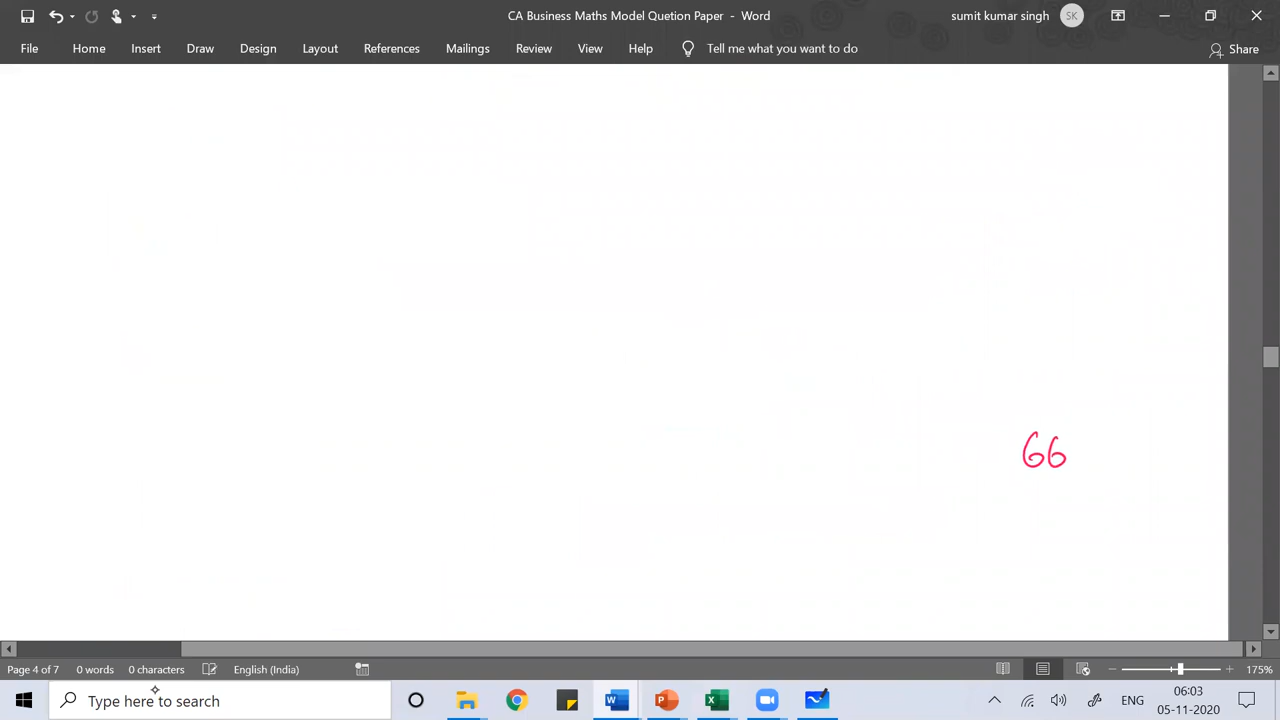 CA Business Maths Model Quetion Paper - Word
sumit kumar singh SK
File Home Insert Draw Design Layout References Mailings Review View Help Tell me what you want to do Share
66
Page 4 of 7 0 words 0 characters English (India) 175%
Type here to search
W P X
ENG
06:03
05-11-2020